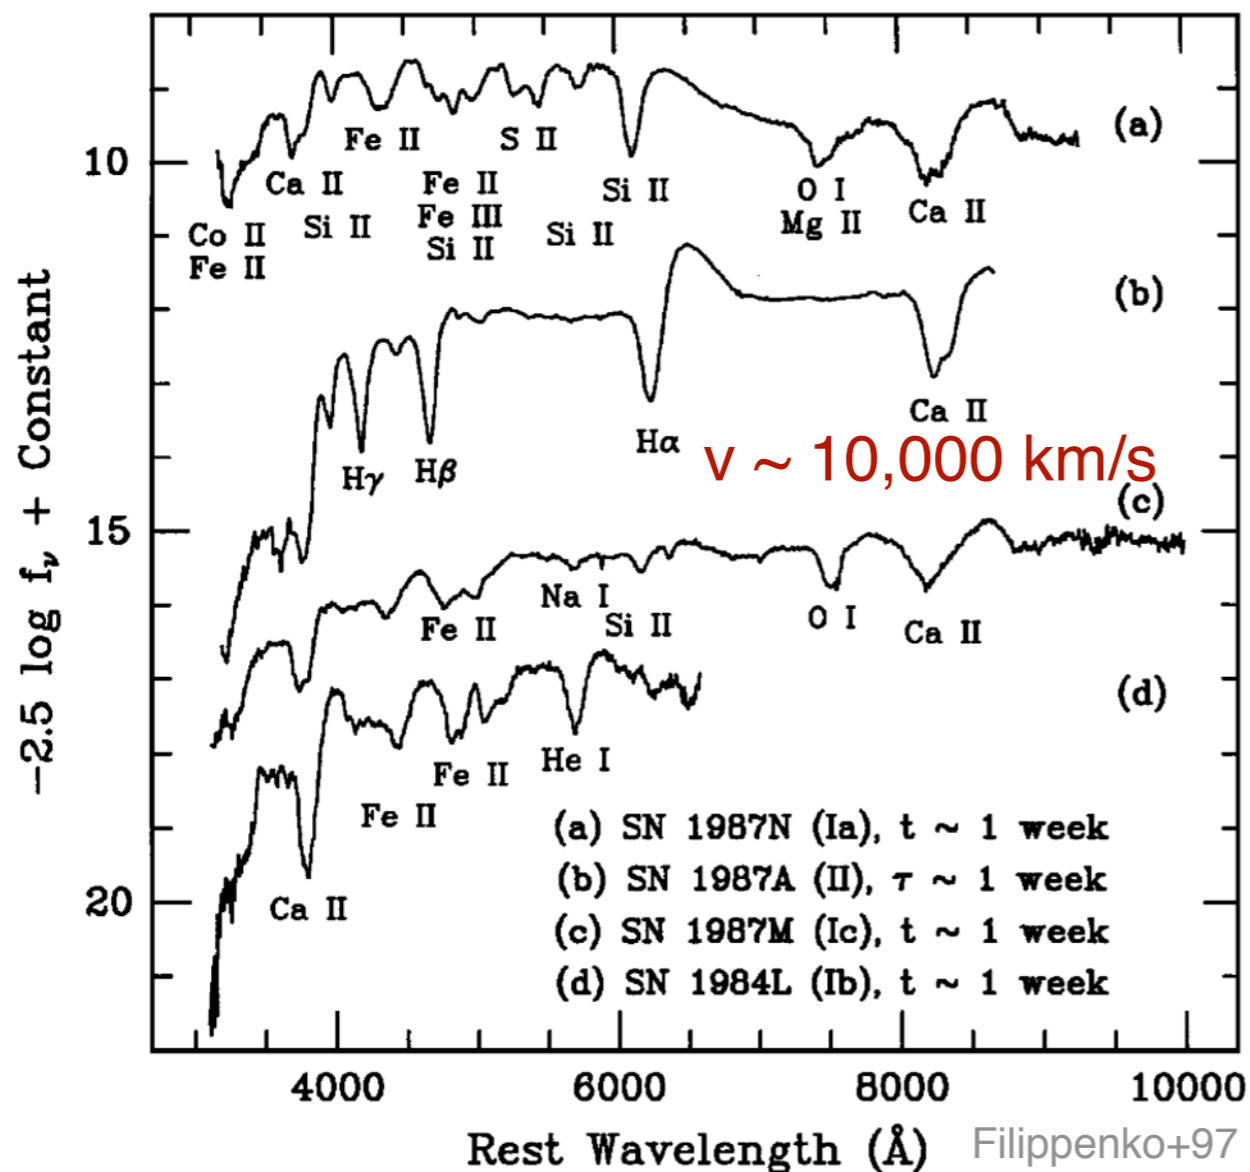 (a)
Fe II
S II
10
Ca II
Fe II
Si II
O I
Si II
Fe III
Mg II
Ca II
Co II
Si II
Si II
Fe II
(b)
Ca II
Hα
v ~ 10,000 km/s
Hγ
Hβ
(c)
15
Na I
Fe II
Si II
O I
Ca II
(d)
He I
Fe II
Fe II
(a) SN 1987N (Ia), t ~ 1 week
(b) SN 1987A (II), τ ~ 1 week
20
Ca II
(c) SN 1987M (Ic), t ~ 1 week
(d) SN 1984L (Ib), t ~ 1 week
-2.5 log fν + Constant
4000
6000
8000
10000
Rest Wavelength (Å)
Filippenko+97